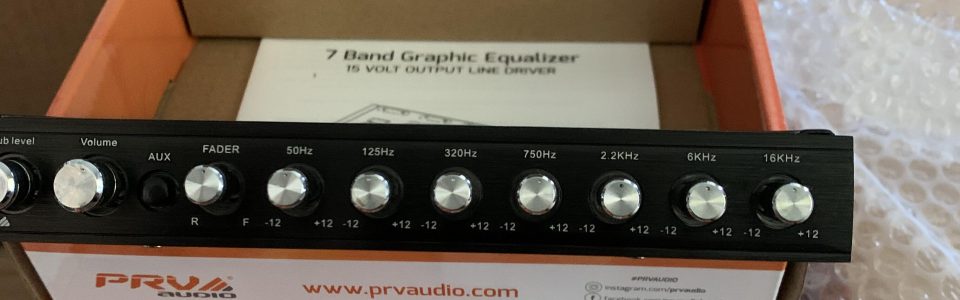 7 Band Graphic Equalizer
15 VOLT OUTPUT LINE DRIVER
ub level Volume AUX FADER 50Hz 125Hz 320Hz 750Hz 2.2KHz 6KHz 16KHz
R F -12 +12 -12 +12 -12 +12 -12 +12 -12 +12 -12 +12 -12 +12
PRV
audio
www.prvaudio.com
#PRVAUDIO
instagram.com/prvaudio